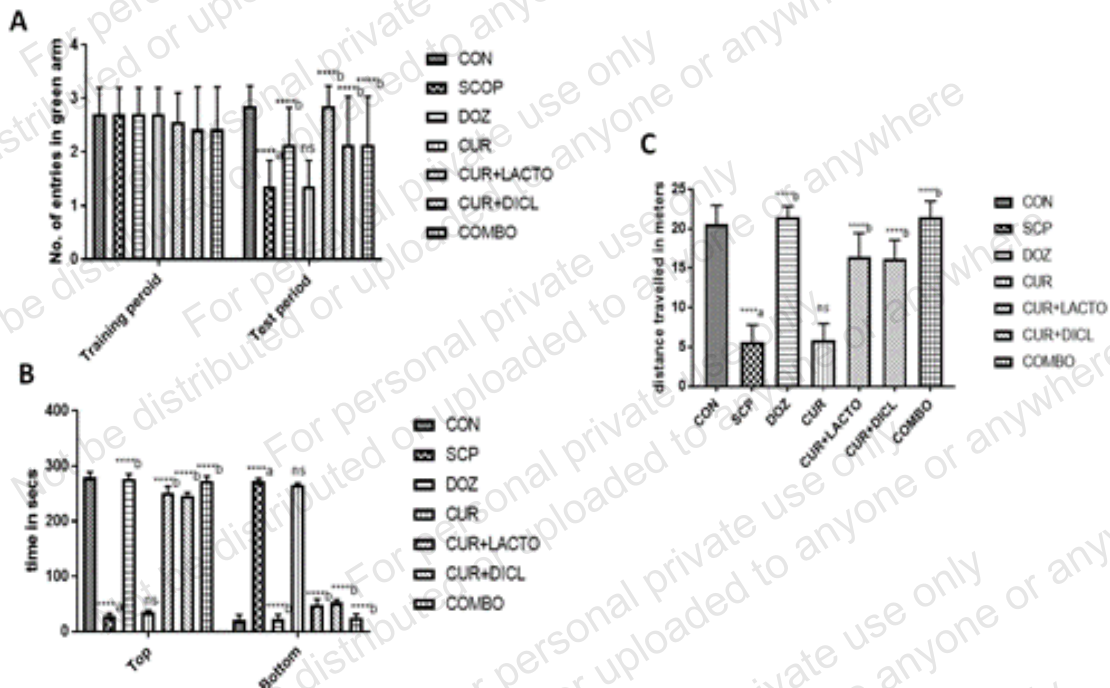 A
No. of entries in green arm
4
3
2
1
0
****a
****b
ns
****b
****b
****b
Training peroid
Test period
CON
SCOP
DOZ
CUR
CUR+LACTO
CUR+DICL
COMBO
B
time in secs
400
300
200
100
0
****a
****b
ns
****b
****b
****b
****a
****b
ns
****b
****b
****b
Top
Bottom
CON
SCP
DOZ
CUR
CUR+LACTO
CUR+DICL
COMBO
C
distance travelled in meters
25
20
15
10
5
0
****a
****b
ns
****b
****b
****b
CON
SCP
DOZ
CUR
CUR+LACTO
CUR+DICL
COMBO
CON
SCP
DOZ
CUR
CUR+LACTO
CUR+DICL
COMBO
For personal private use only
Not be distributed or uploaded to anyone or anywhere